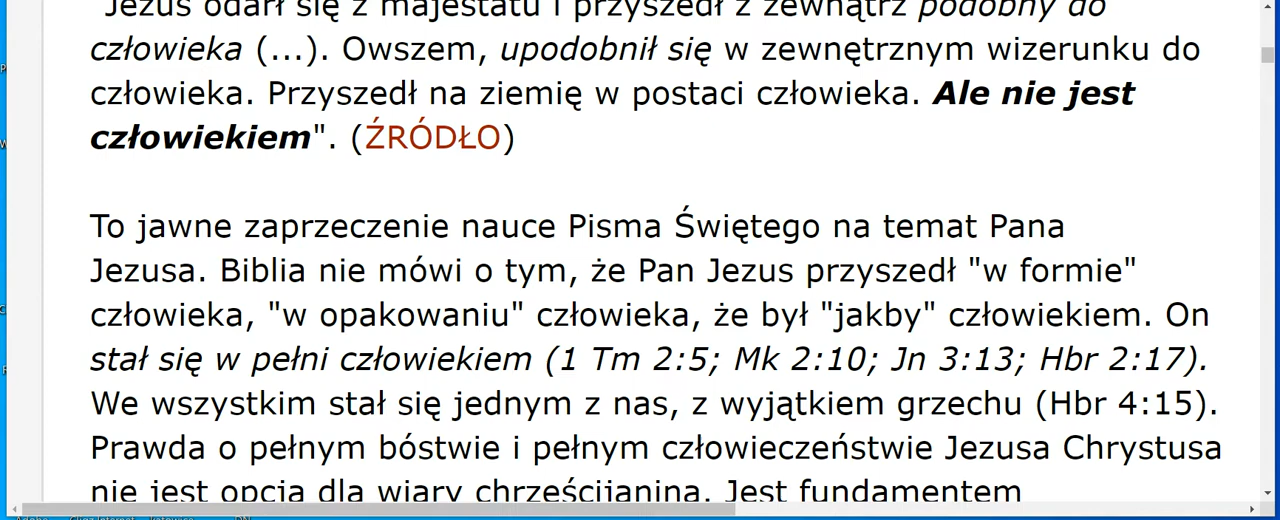 "Jezus odarł się z majestatu i przyszedł z zewnątrz podobny do
człowieka (...). Owszem, upodobnił się w zewnętrznym wizerunku do
człowieka. Przyszedł na ziemię w postaci człowieka. Ale nie jest
człowiekiem". (ŹRÓDŁO)
To jawne zaprzeczenie nauce Pisma Świętego na temat Pana
Jezusa. Biblia nie mówi o tym, że Pan Jezus przyszedł "w formie"
człowieka, "w opakowaniu" człowieka, że był "jakby" człowiekiem. On
stał się w pełni człowiekiem (1 Tm 2:5; Mk 2:10; Jn 3:13; Hbr 2:17).
We wszystkim stał się jednym z nas, z wyjątkiem grzechu (Hbr 4:15).
Prawda o pełnym bóstwie i pełnym człowieczeństwie Jezusa Chrystusa
nie jest opcją dla wiary chrześcijanina. Jest fundamentem